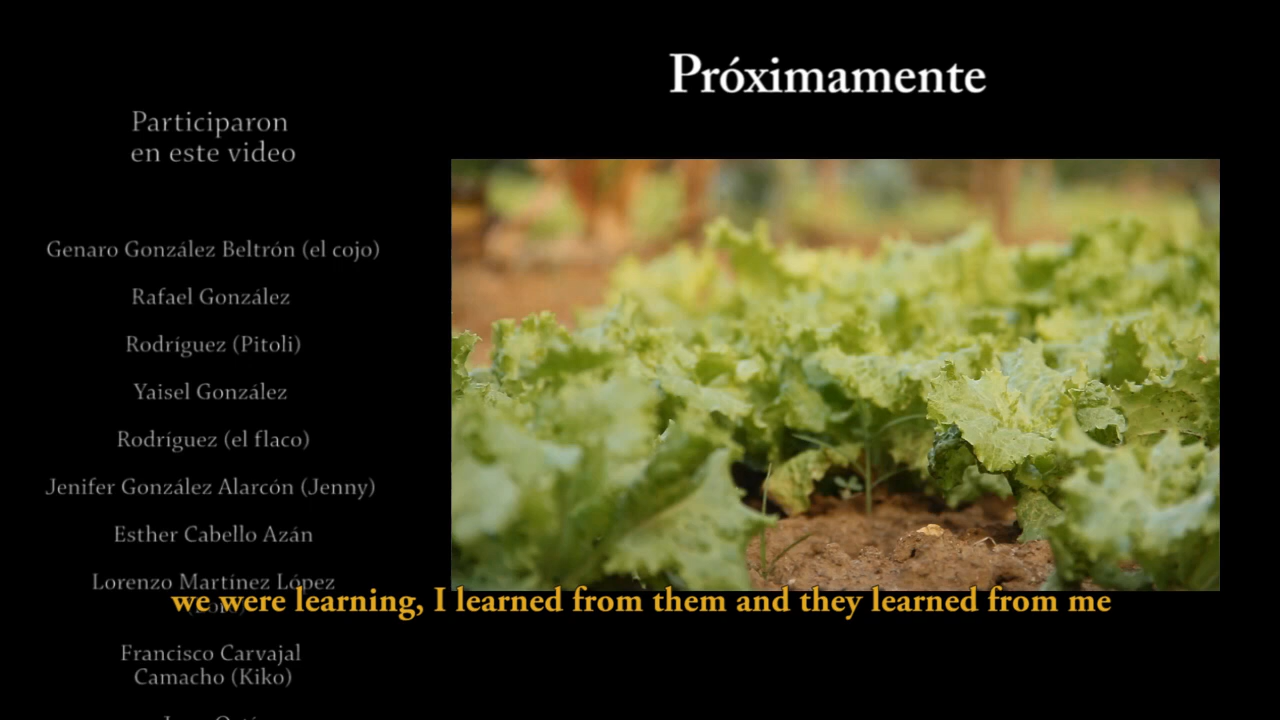 Próximamente
Participaron
en este video
Genaro González Beltrón (el cojo)
Rafael González
Rodríguez (Pitoli)
Yaisel González
Rodríguez (el flaco)
Jenifer González Alarcón (Jenny)
Esther Cabello Azán
Lorenzo Martínez López
we were learning, I learned from them and they learned from me
Francisco Carvajal
Camacho (Kiko)